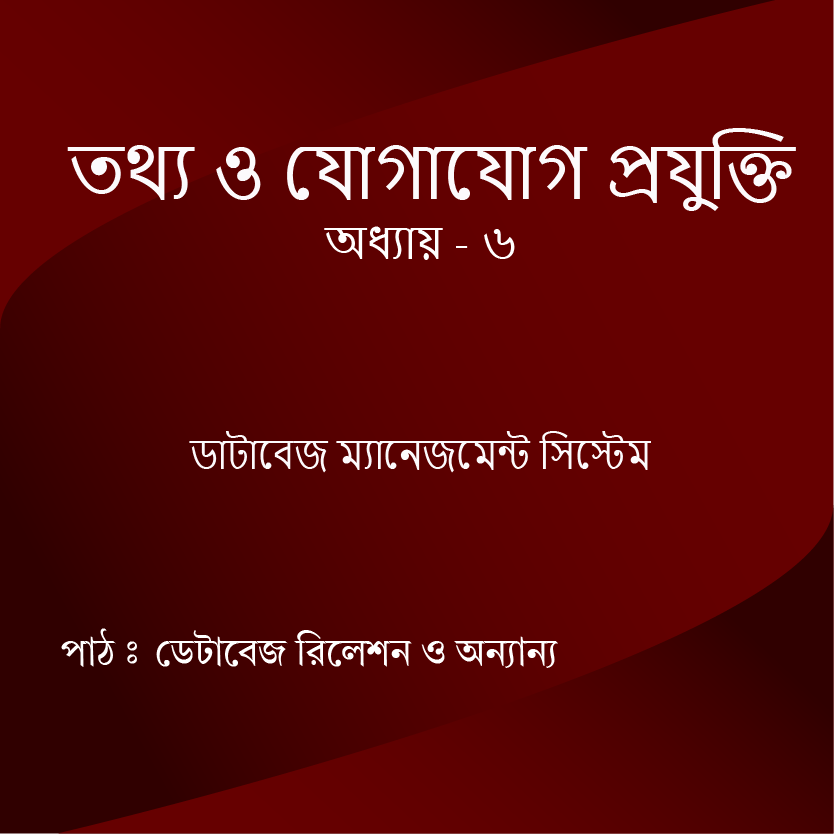 তথ্য ও যোগাযোগ প্রযুক্তি
অধ্যায় - ৬
ডাটাবেজ ম্যানেজমেন্ট সিস্টেম
পাঠ ঃ ডেটাবেজ রিলেশন ও অন্যান্য